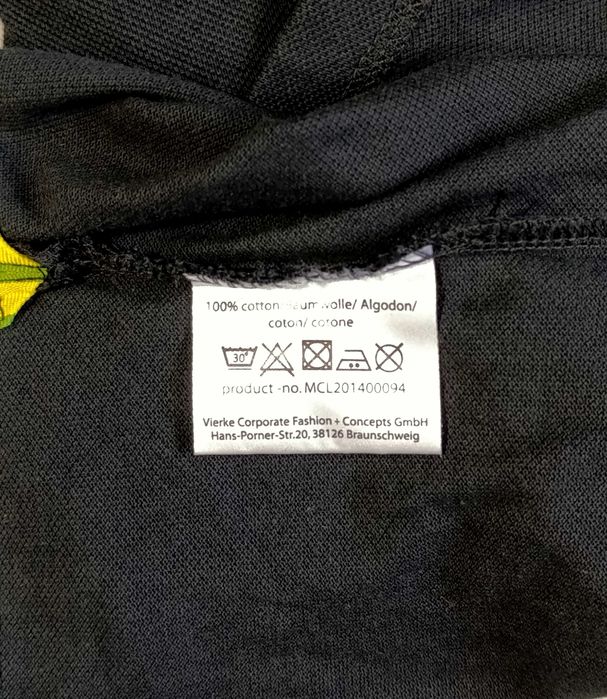 100% cotton Algodon/
coton/ cotone
30°
product -no. MCL201400094
Vierke Corporate Fashion + Concepts GmbH
Hans-Porner-Str.20, 38126 Braunschweig